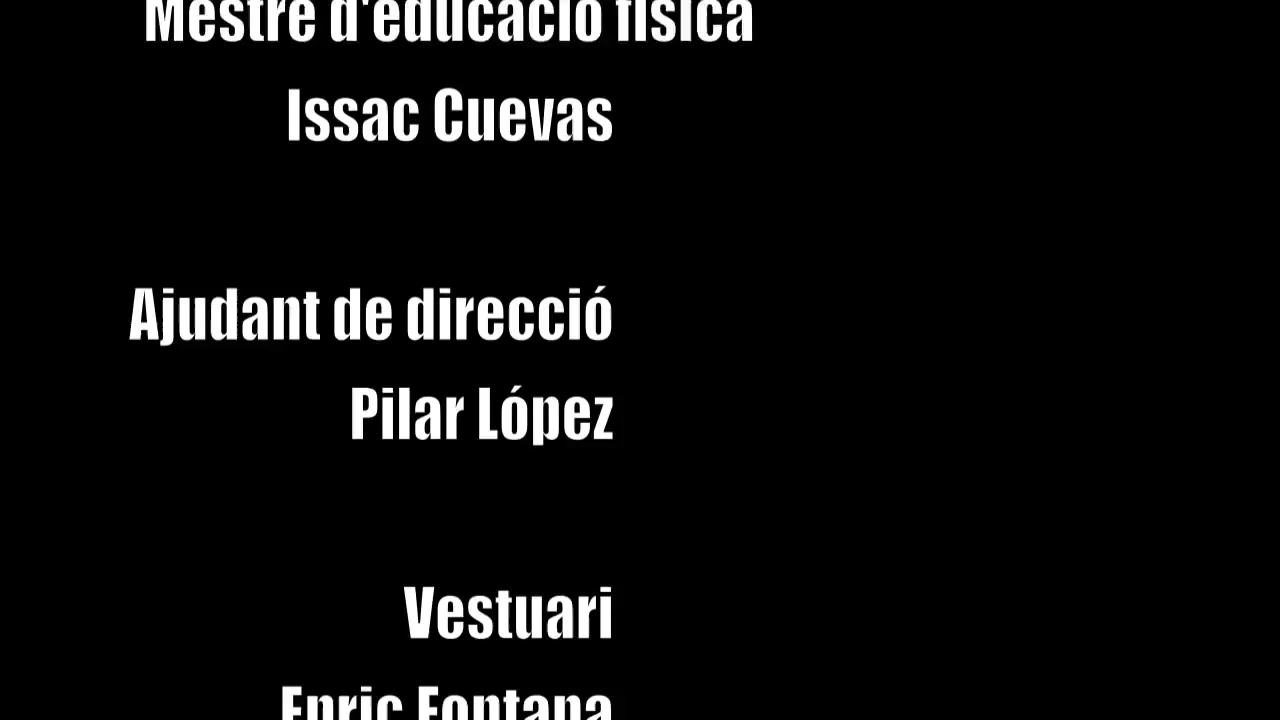 Mestre d'educació física
Issac Cuevas
Ajudant de direcció
Pilar López
Vestuari
Enric Fontana